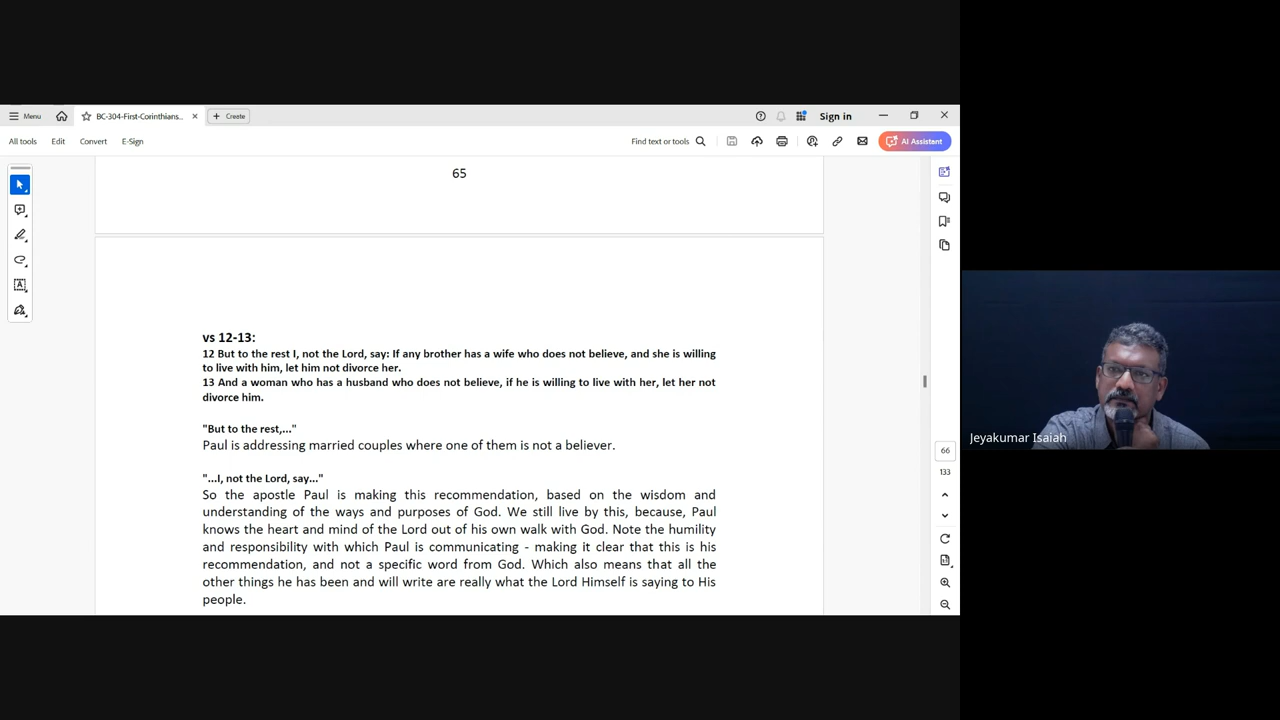 Menu
BC-304-First-Corinthians...
Create
Sign in
All tools
Edit
Convert
E-Sign
Find text or tools
AI Assistant
65
vs 12-13:
12 But to the rest I, not the Lord, say: If any brother has a wife who does not believe, and she is willing
to live with him, let him not divorce her.
13 And a woman who has a husband who does not believe, if he is willing to live with her, let her not
divorce him.
"But to the rest,..."
Paul is addressing married couples where one of them is not a believer.
"...I, not the Lord, say..."
So the apostle Paul is making this recommendation, based on the wisdom and
understanding of the ways and purposes of God. We still live by this, because, Paul
knows the heart and mind of the Lord out of his own walk with God. Note the humility
and responsibility with which Paul is communicating - making it clear that this is his
recommendation, and not a specific word from God. Which also means that all the
other things he has been and will write are really what the Lord Himself is saying to His
people.
66
133
Jeyakumar Isaiah